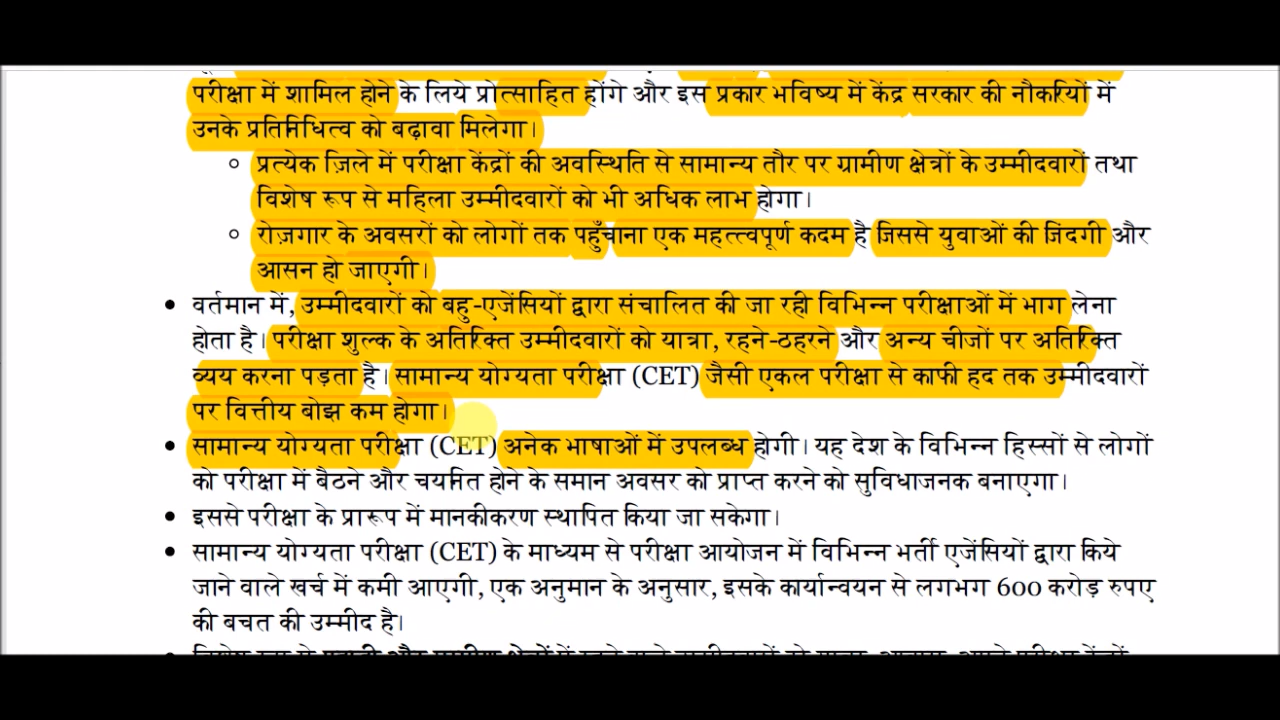 परीक्षा में शामिल होने के लिये प्रोत्साहित होंगे और इस प्रकार भविष्य में केंद्र सरकार की नौकरियों में
उनके प्रतिनिधित्व को बढ़ावा मिलेगा।
प्रत्येक ज़िले में परीक्षा केंद्रों की अवस्थिति से सामान्य तौर पर ग्रामीण क्षेत्रों के उम्मीदवारों तथा
विशेष रूप से महिला उम्मीदवारों को भी अधिक लाभ होगा।
रोज़गार के अवसरों को लोगों तक पहुँचाना एक महत्त्वपूर्ण कदम है जिससे युवाओं की जिंदगी और
आसन हो जाएगी।
वर्तमान में, उम्मीदवारों को बहु-एजेंसियों द्वारा संचालित की जा रही विभिन्न परीक्षाओं में भाग लेना
होता है। परीक्षा शुल्क के अतिरिक्त उम्मीदवारों को यात्रा, रहने-ठहरने और अन्य चीजों पर अतिरिक्त
व्यय करना पड़ता है। सामान्य योग्यता परीक्षा (CET) जैसी एकल परीक्षा से काफी हद तक उम्मीदवारों
पर वित्तीय बोझ कम होगा।
सामान्य योग्यता परीक्षा (CET) अनेक भाषाओं में उपलब्ध होगी। यह देश के विभिन्न हिस्सों से लोगों
को परीक्षा में बैठने और चयनित होने के समान अवसर को प्राप्त करने को सुविधाजनक बनाएगा।
इससे परीक्षा के प्रारूप में मानकीकरण स्थापित किया जा सकेगा।
सामान्य योग्यता परीक्षा (CET) के माध्यम से परीक्षा आयोजन में विभिन्न भर्ती एजेंसियों द्वारा किये
जाने वाले खर्च में कमी आएगी, एक अनुमान के अनुसार, इसके कार्यान्वयन से लगभग 600 करोड़ रुपए
की बचत की उम्मीद है।